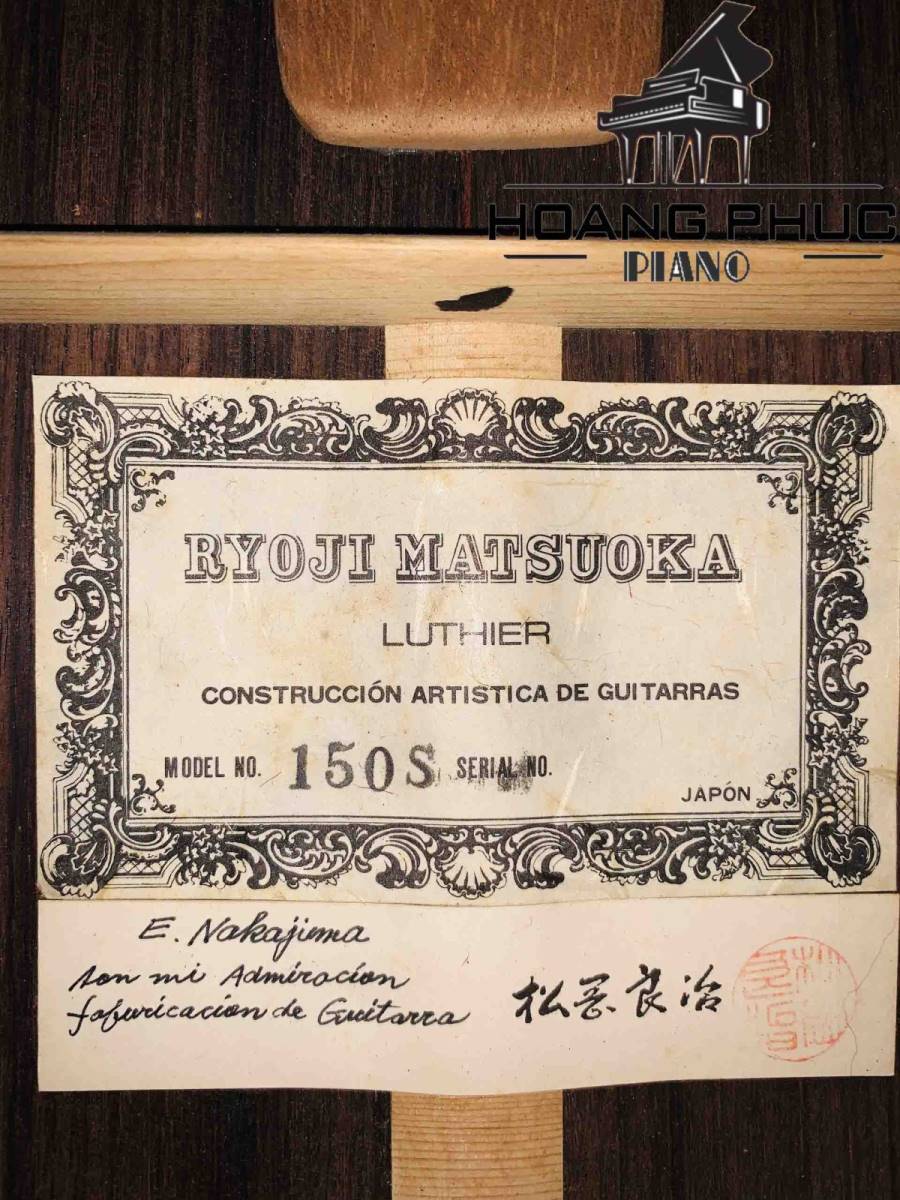 HOANG PHUC
PIANO
RYOJI MATSUOKA
LUTHIER
CONSTRUCCIÓN ARTISTICA DE GUITARRAS
MODEL NO. 150S SERIAL NO.
JAPÓN
E. Nakajima
son mi Admiracion
fafuricacion de Guitarra
松岡良治